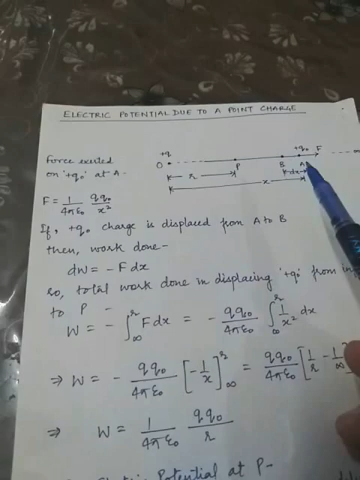 ELECTRIC POTENTIAL DUE TO A POINT CHARGE
+q +q₀ F ∞
O P B A
r dx
x
Force exerted
on '+q₀' at A-
F = 1/4πε₀ qq₀/x²
If, +q₀ charge is displaced from A to B
then, work done-
dW = -Fdx
so, total work done in displacing '+q₀' from
to P -
W = - ∫_∞^r Fdx = - qq₀/4πε₀ ∫_∞^r 1/x² dx
⇒ W = - qq₀/4πε₀ [-1/x]_∞^r = qq₀/4πε₀ [1/r - 1/∞
⇒ W = 1/4πε₀ qq₀/r
Potential at P-